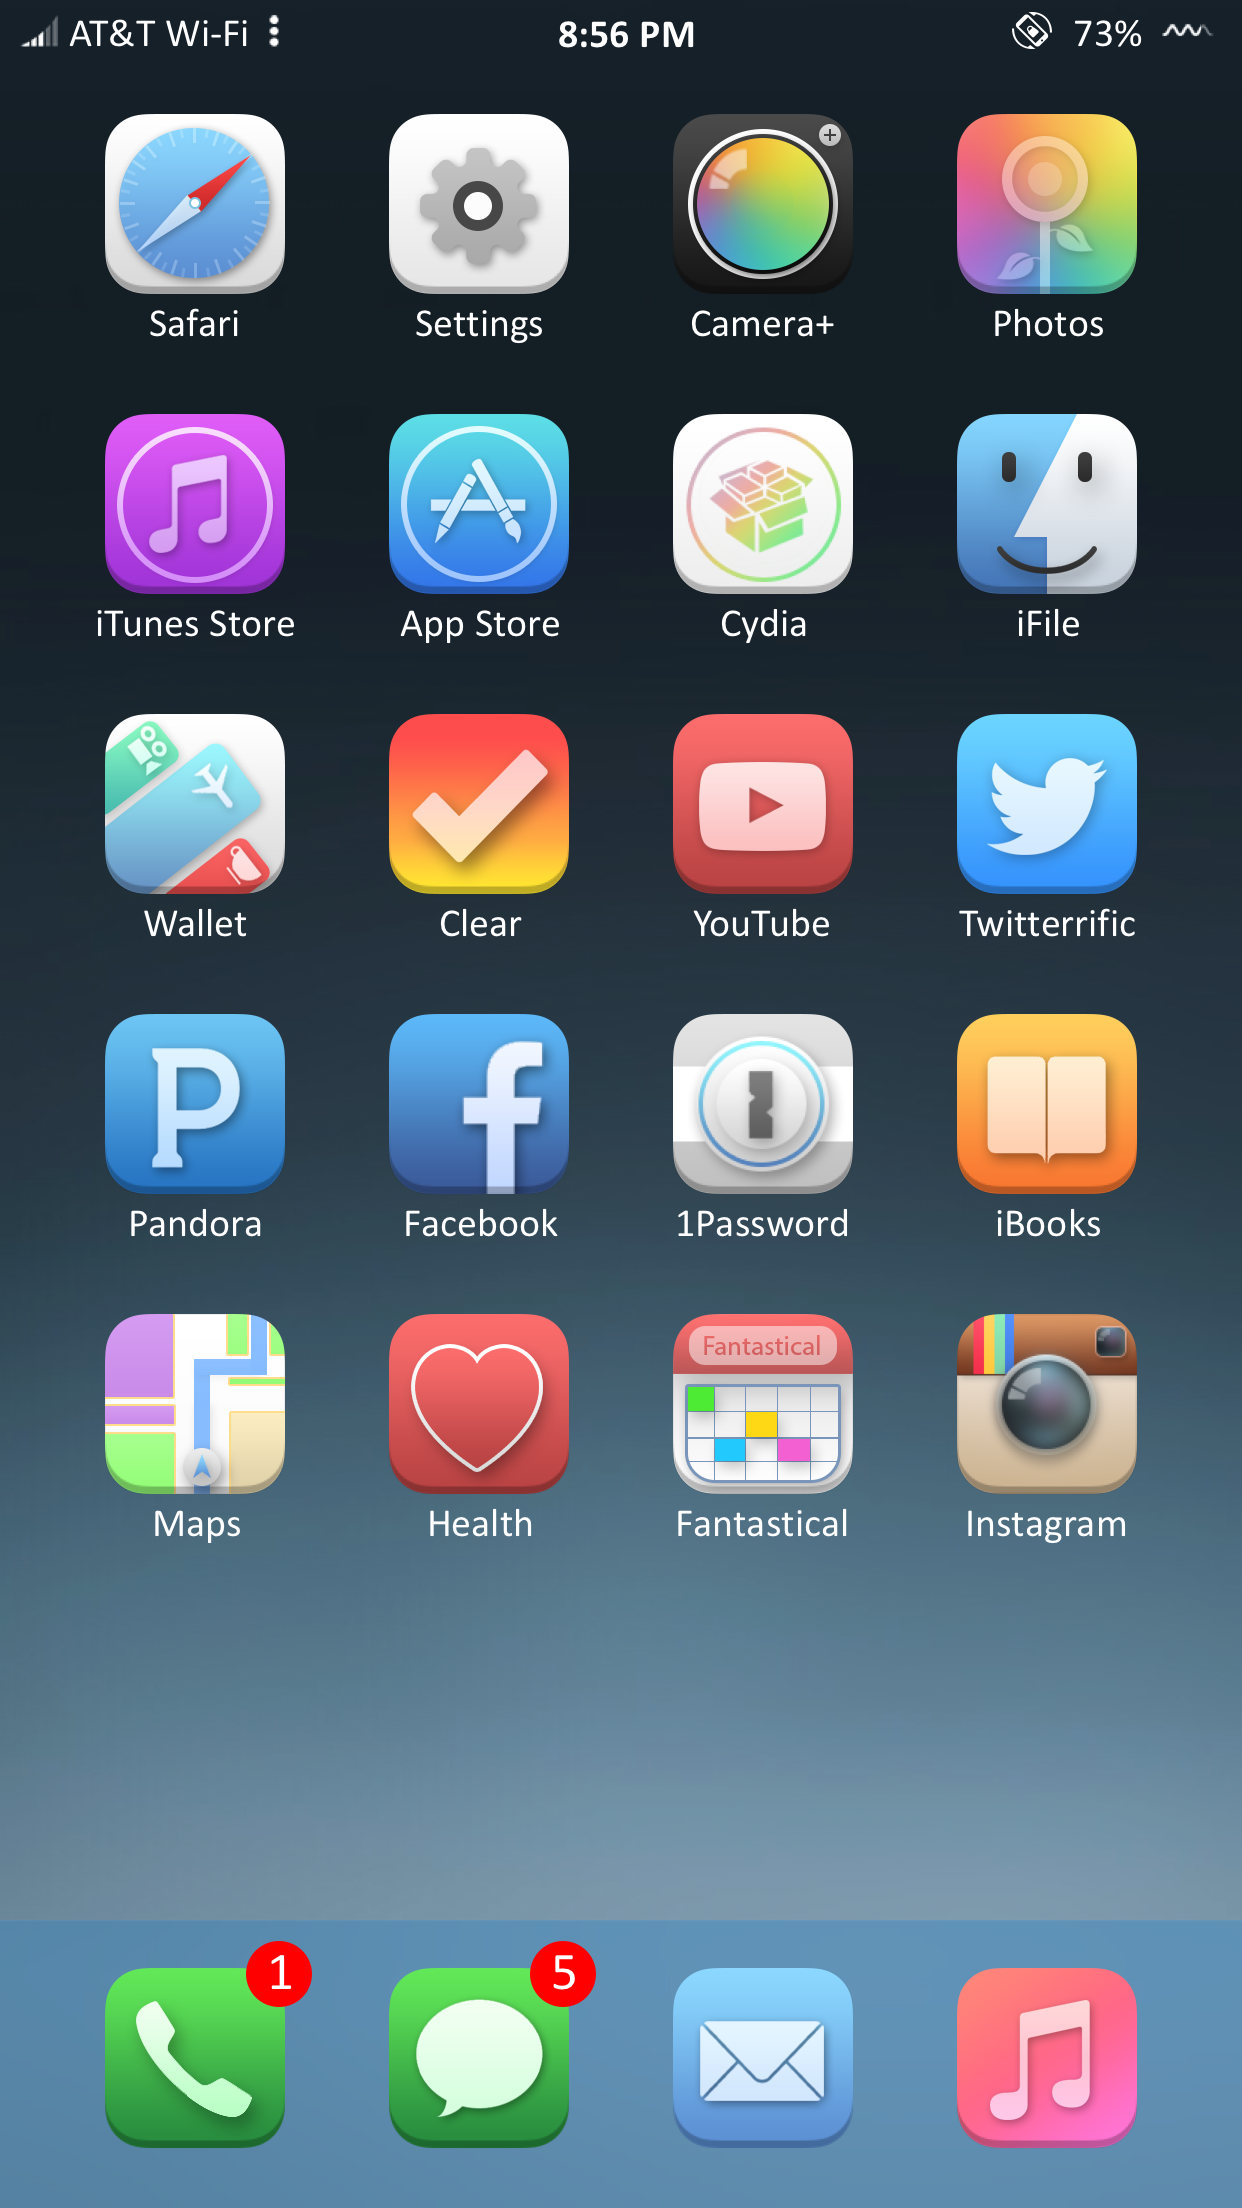 AT&T Wi-Fi 8:56 PM 73%
Safari Settings Camera+ Photos
iTunes Store App Store Cydia iFile
Wallet Clear YouTube Twitterrific
Pandora Facebook 1Password iBooks
Fantastical
Maps Health Fantastical Instagram
1 5